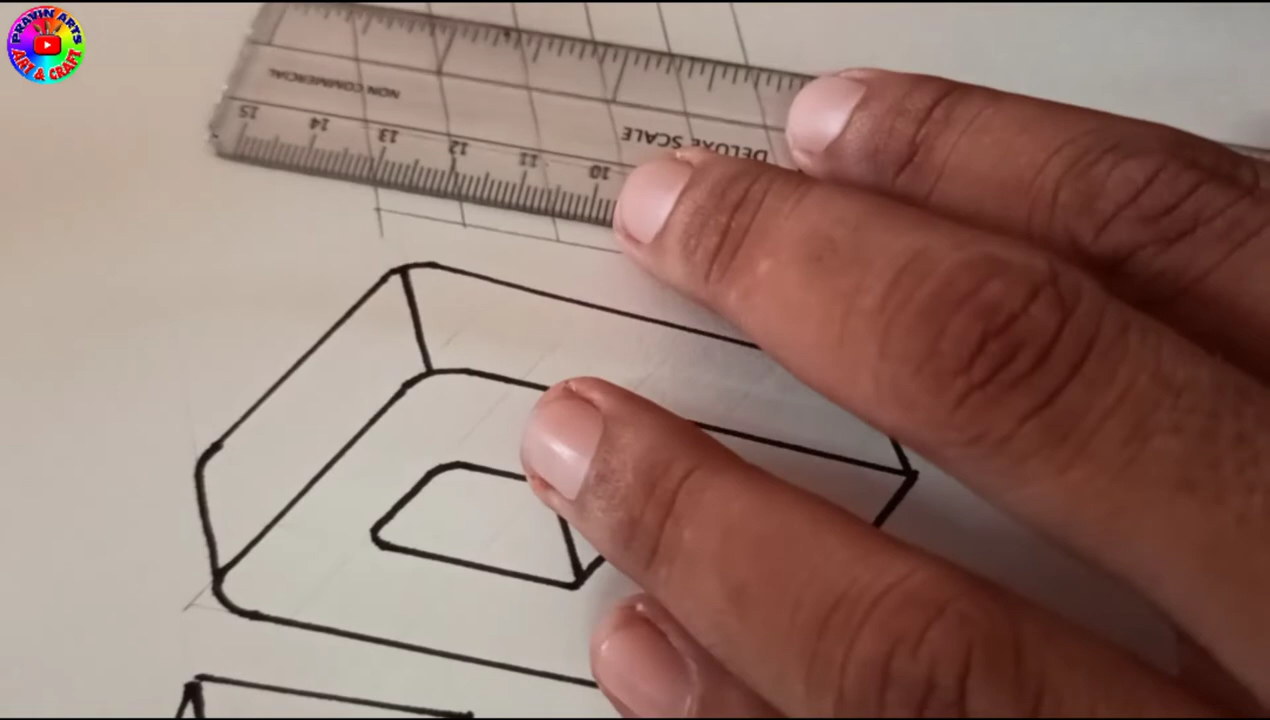 PRAVIN ARTS
ART & CRAFT
NON COMMERCIAL
DELUXE SCALE
15 14 13 12 11 10